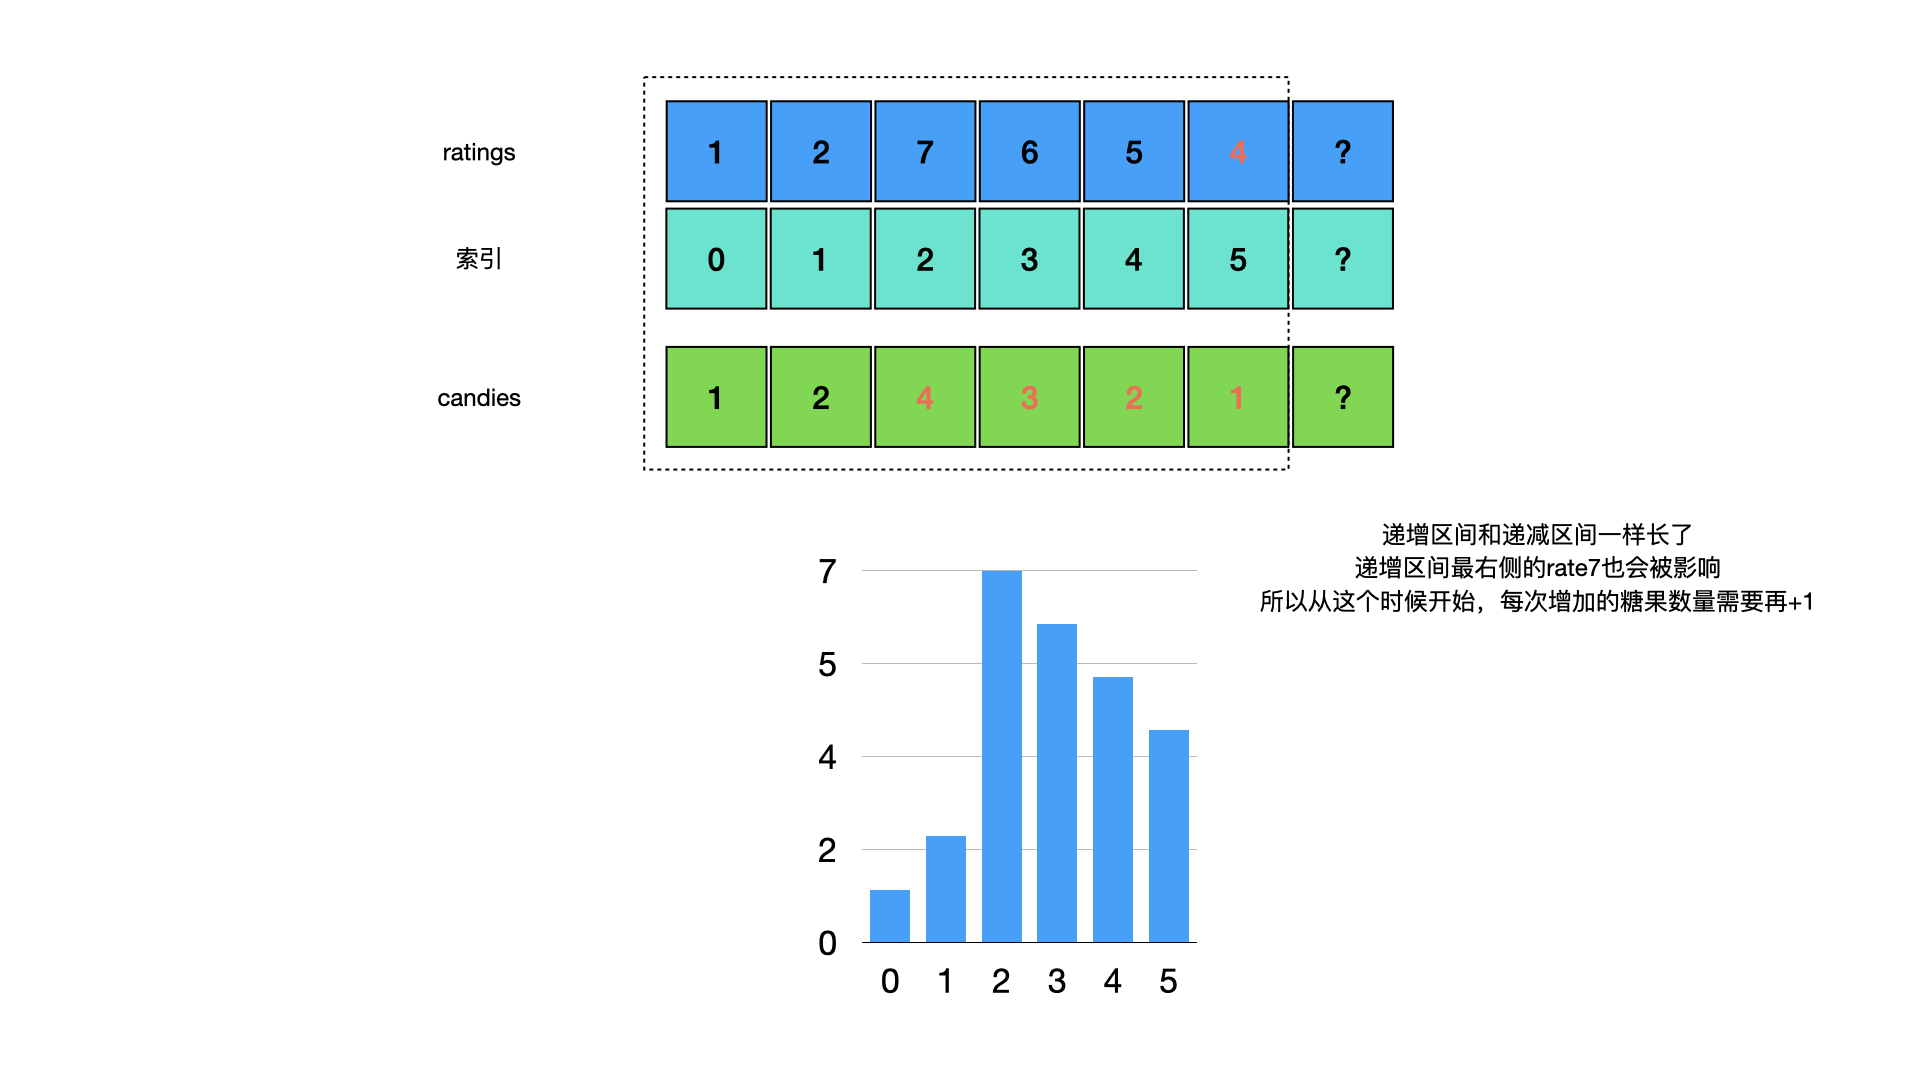 ratings 1 2 7 6 5 4 ?
索引 0 1 2 3 4 5 ?
candies 1 2 4 3 2 1 ?
递增区间和递减区间一样长了
递增区间最右侧的rate7也会被影响
所以从这个时候开始，每次增加的糖果数量需要再+1
7
5
4
2
0
0 1 2 3 4 5